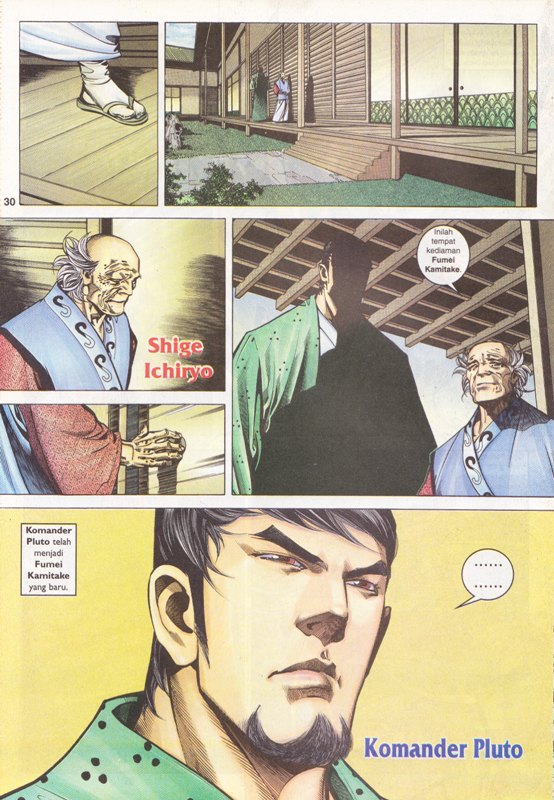 30
Shige
Ichiryo
Inilah
tempat
kediaman
Fumei
Kamitake.
Komander
Pluto telah
menjadi
Fumei
Kamitake
yang baru.
......
......
Komander Pluto